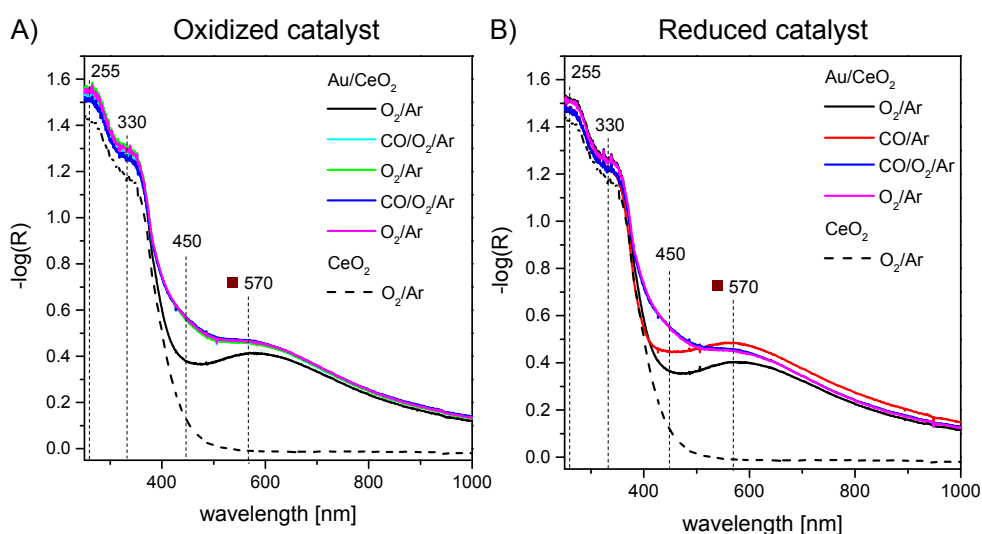 A) Oxidized catalyst
255
330
450
570
Au/CeO₂
O₂/Ar
CO/O₂/Ar
O₂/Ar
CO/O₂/Ar
O₂/Ar
CeO₂
O₂/Ar
-log(R)
1.6
1.4
1.2
1.0
0.8
0.6
0.4
0.2
0.0
400 600 800 1000
wavelength [nm]
B) Reduced catalyst
255
330
450
570
Au/CeO₂
O₂/Ar
CO/Ar
CO/O₂/Ar
O₂/Ar
CeO₂
O₂/Ar
-log(R)
1.6
1.4
1.2
1.0
0.8
0.6
0.4
0.2
0.0
400 600 800 1000
wavelength [nm]